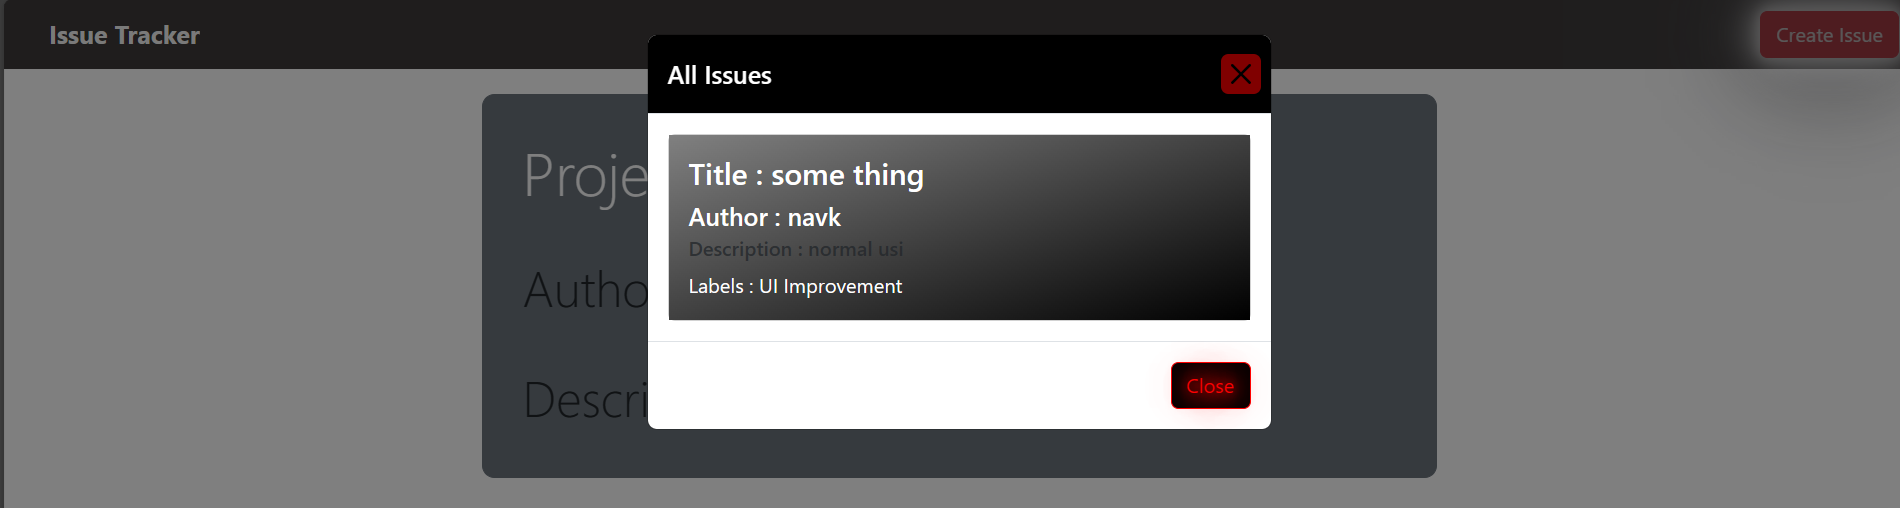 Issue Tracker
Create Issue
All Issues
Title : some thing
Author : navk
Description : normal usi
Labels : UI Improvement
Close
Proje
Autho
Descri